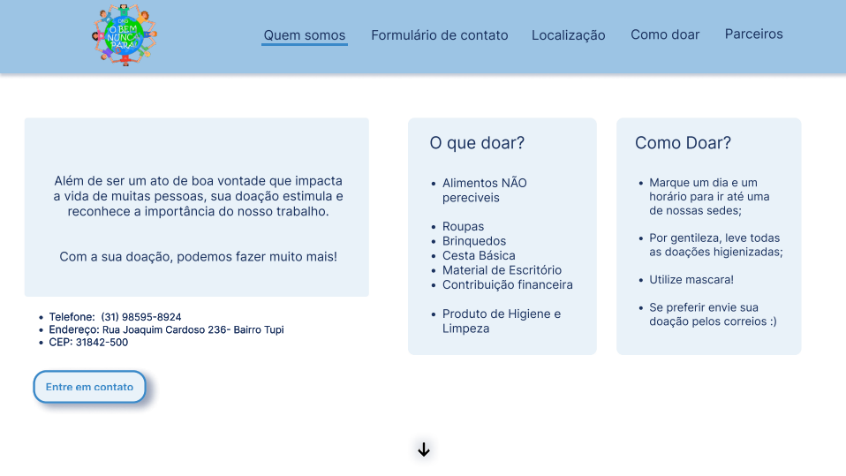 ONG
O BEM
NUNCA
PARA!
Quem somos
Formulário de contato
Localização
Como doar
Parceiros
Além de ser um ato de boa vontade que impacta
a vida de muitas pessoas, sua doação estimula e
reconhece a importância do nosso trabalho.
Com a sua doação, podemos fazer muito mais!
• Telefone: (31) 98595-8924
• Endereço: Rua Joaquim Cardoso 236- Bairro Tupi
• CEP: 31842-500
Entre em contato
O que doar?
• Alimentos NÃO
pereciveis
• Roupas
• Brinquedos
• Cesta Básica
• Material de Escritório
• Contribuição financeira
• Produto de Higiene e
Limpeza
Como Doar?
• Marque um dia e um
horário para ir até uma
de nossas sedes;
• Por gentileza, leve todas
as doações higienizadas;
• Utilize mascara!
• Se preferir envie sua
doação pelos correios :)